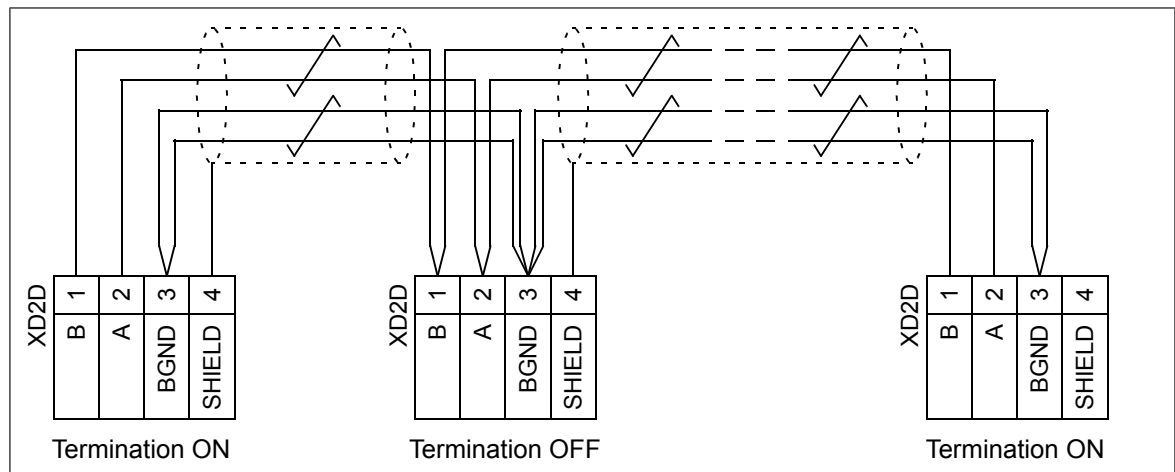 XD2D
1 2 3 4
B A BGND SHIELD
Termination ON
XD2D
1 2 3 4
B A BGND SHIELD
Termination OFF
XD2D
1 2 3 4
B A BGND SHIELD
Termination ON